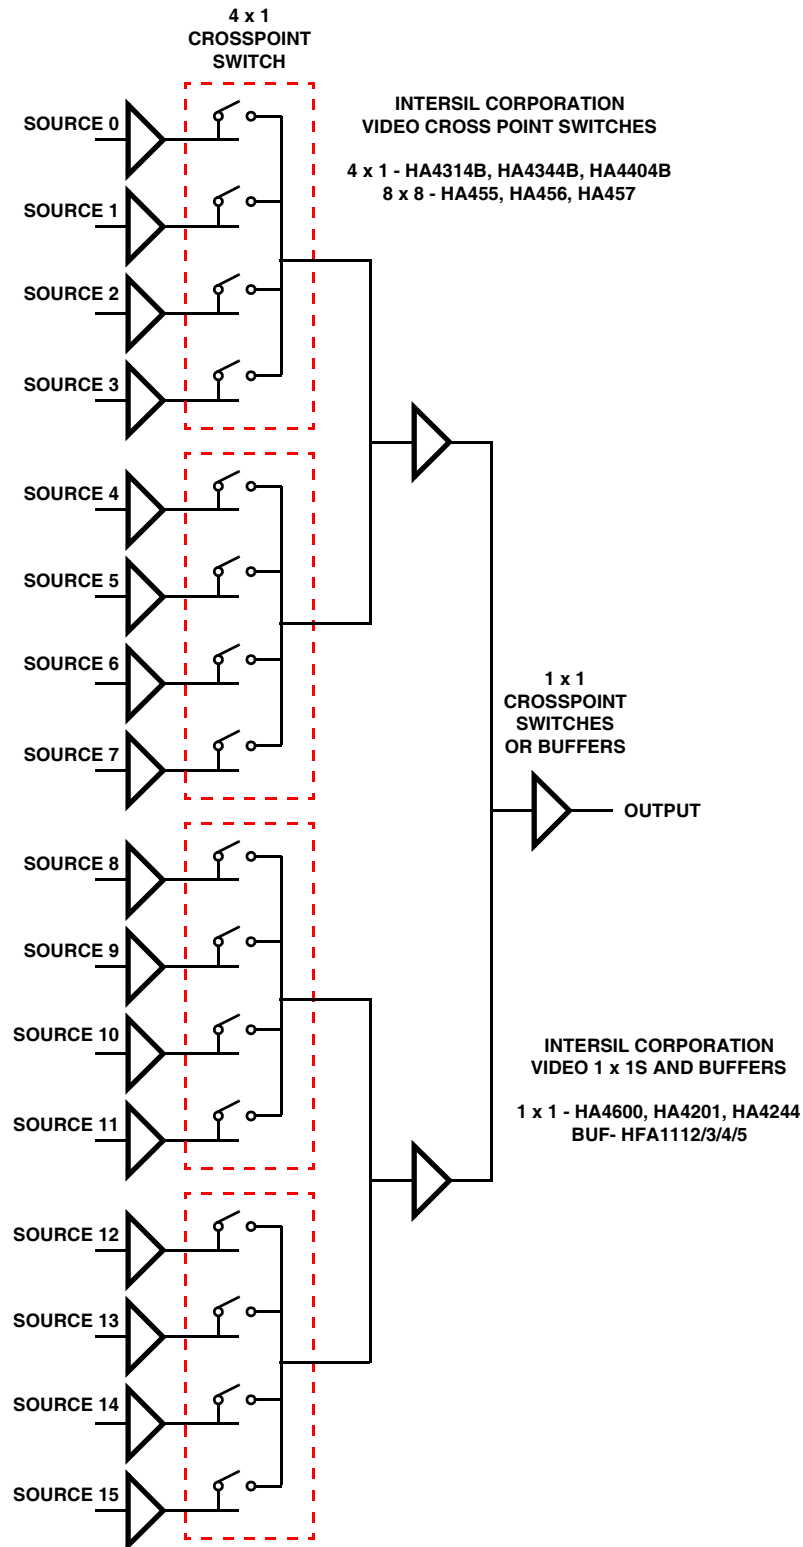 4 x 1
CROSSPOINT
SWITCH
INTERSIL CORPORATION
VIDEO CROSS POINT SWITCHES
4 x 1 - HA4314B, HA4344B, HA4404B
8 x 8 - HA455, HA456, HA457
SOURCE 0
SOURCE 1
SOURCE 2
SOURCE 3
SOURCE 4
SOURCE 5
SOURCE 6
SOURCE 7
1 x 1
CROSSPOINT
SWITCHES
OR BUFFERS
OUTPUT
SOURCE 8
SOURCE 9
SOURCE 10
SOURCE 11
INTERSIL CORPORATION
VIDEO 1 x 1S AND BUFFERS
1 x 1 - HA4600, HA4201, HA4244
BUF- HFA1112/3/4/5
SOURCE 12
SOURCE 13
SOURCE 14
SOURCE 15